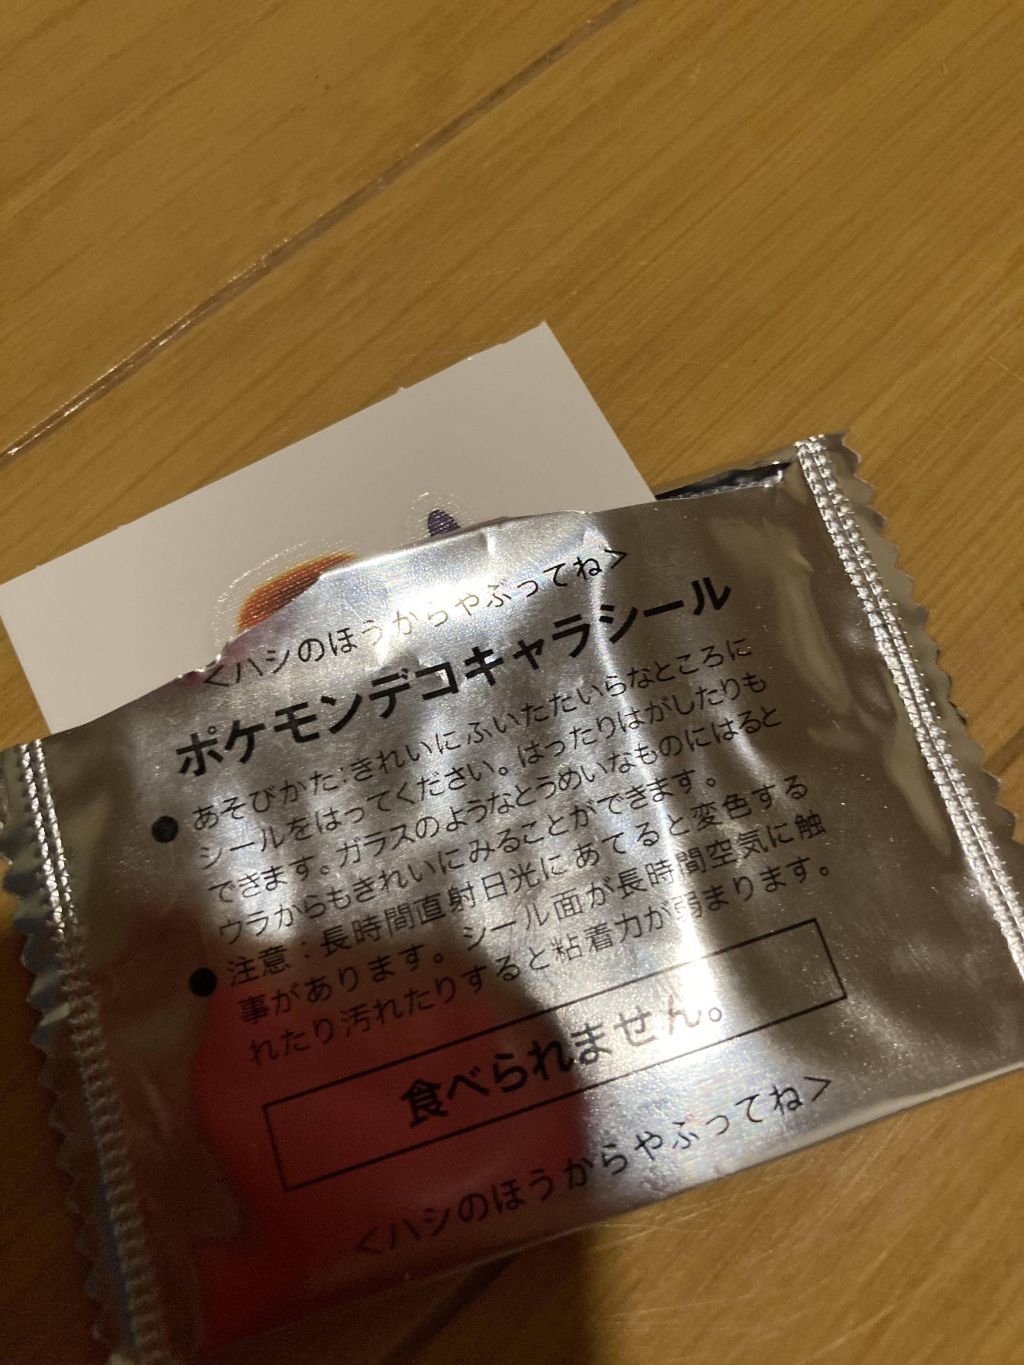 <ハシのほうからやぶってね>
ポケモンデコキャラシール
●あそびかた：きれいにふいたたいらなところに
シールをはってください。はったりはがしたりも
できます。ガラスのようなとうめいなものにはると
ウラからもきれいにみることができます。
●注意：長時間直射日光にあてると変色する
事があります。シール面が長時間空気に触
れたり汚れたりすると粘着力が弱まります。
食べられません。
<ハシのほうからやぶってね>